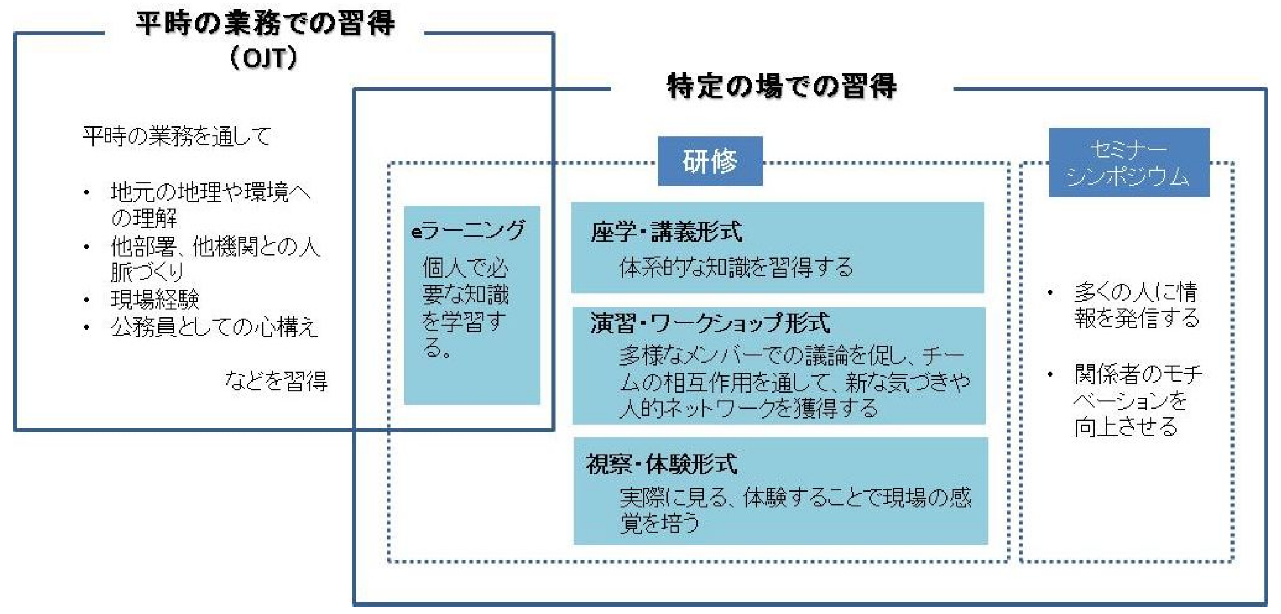 平時の業務での習得
（OJT）
平時の業務を通して
・ 地元の地理や環境へ
の理解
・ 他部署、他機関との人
脈づくり
・ 現場経験
・ 公務員としての心構え
などを習得
特定の場での習得
研修
eラーニング
個人で必
要な知識
を学習す
る。
座学・講義形式
体系的な知識を習得する
演習・ワークショップ形式
多様なメンバーでの議論を促し、チー
ムの相互作用を通して、新な気づきや
人的ネットワークを獲得する
視察・体験形式
実際に見る、体験することで現場の感
覚を培う
セミナー
シンポジウム
・ 多くの人に情
報を発信する
・ 関係者のモチ
ベーションを
向上させる